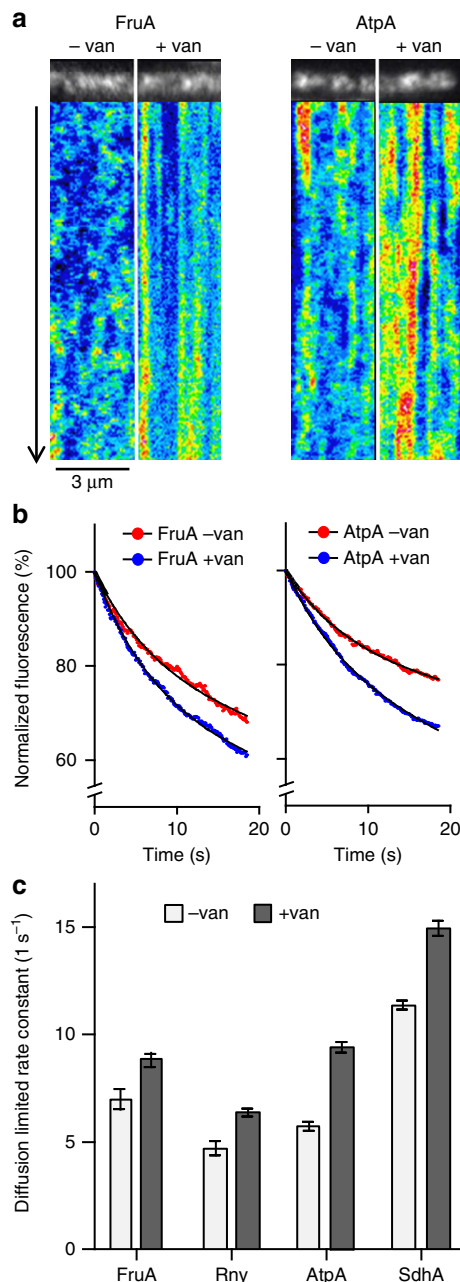 a
FruA
AtpA
– van
+ van
– van
+ van
3 μm
b
FruA –van
FruA +van
AtpA –van
AtpA +van
Normalized fluorescence (%)
100
80
60
0
10
20
0
10
20
Time (s)
Time (s)
c
–van
+van
Diffusion limited rate constant (1 s⁻¹)
15
10
5
0
FruA
Rny
AtpA
SdhA